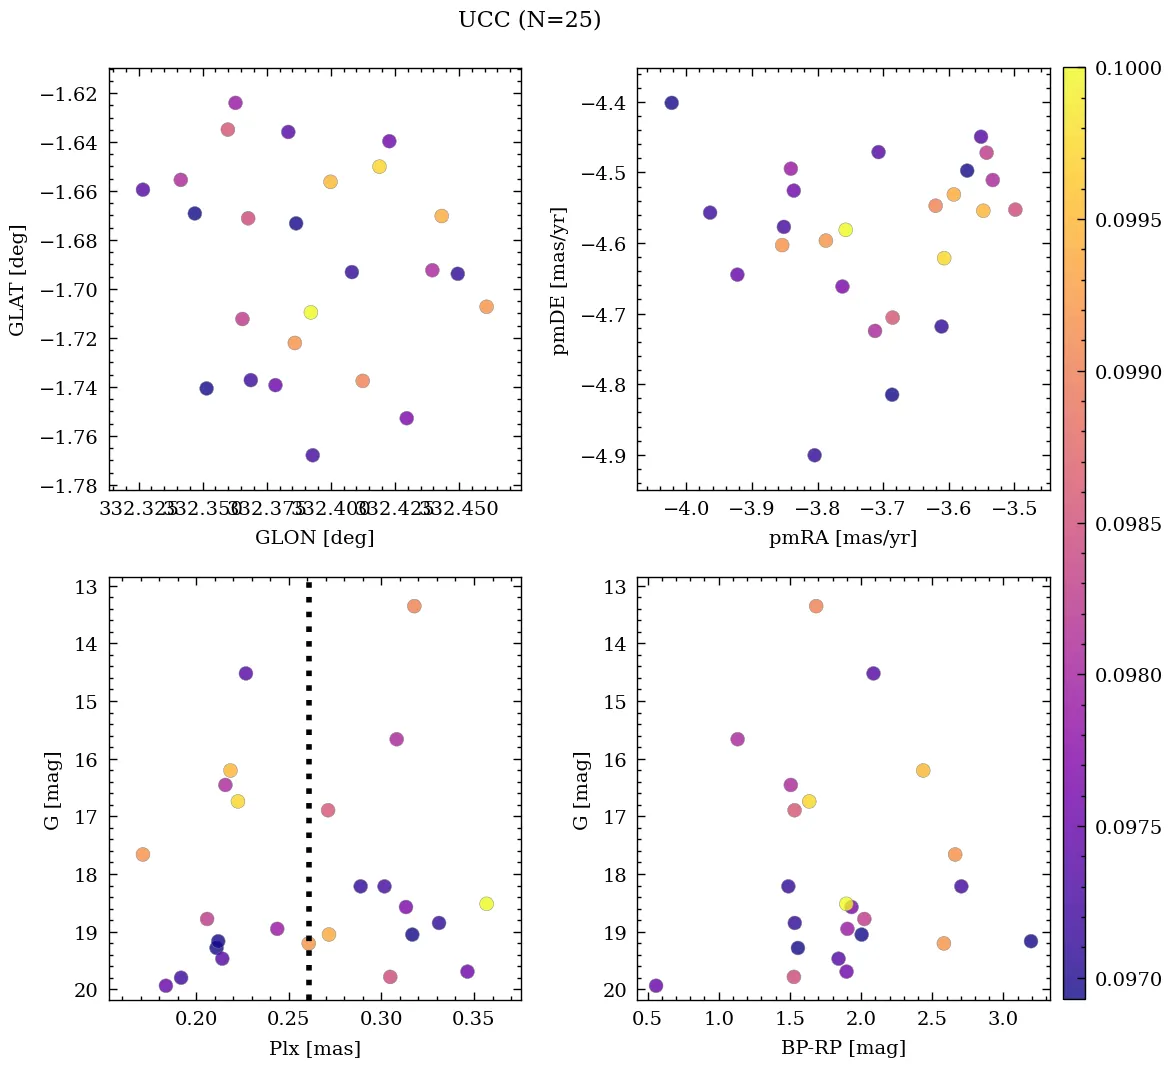 UCC (N=25)
−1.62
−1.64
−1.66
−1.68
−1.70
−1.72
−1.74
−1.76
−1.78
GLAT [deg]
332.325 332.350 332.375 332.400 332.425 332.450
GLON [deg]
−4.4
−4.5
−4.6
−4.7
−4.8
−4.9
pmDE [mas/yr]
−4.0 −3.9 −3.8 −3.7 −3.6 −3.5
pmRA [mas/yr]
13
14
15
16
17
18
19
20
G [mag]
0.20 0.25 0.30 0.35
Plx [mas]
13
14
15
16
17
18
19
20
G [mag]
0.5 1.0 1.5 2.0 2.5 3.0
BP-RP [mag]
0.1000
0.0995
0.0990
0.0985
0.0980
0.0975
0.0970